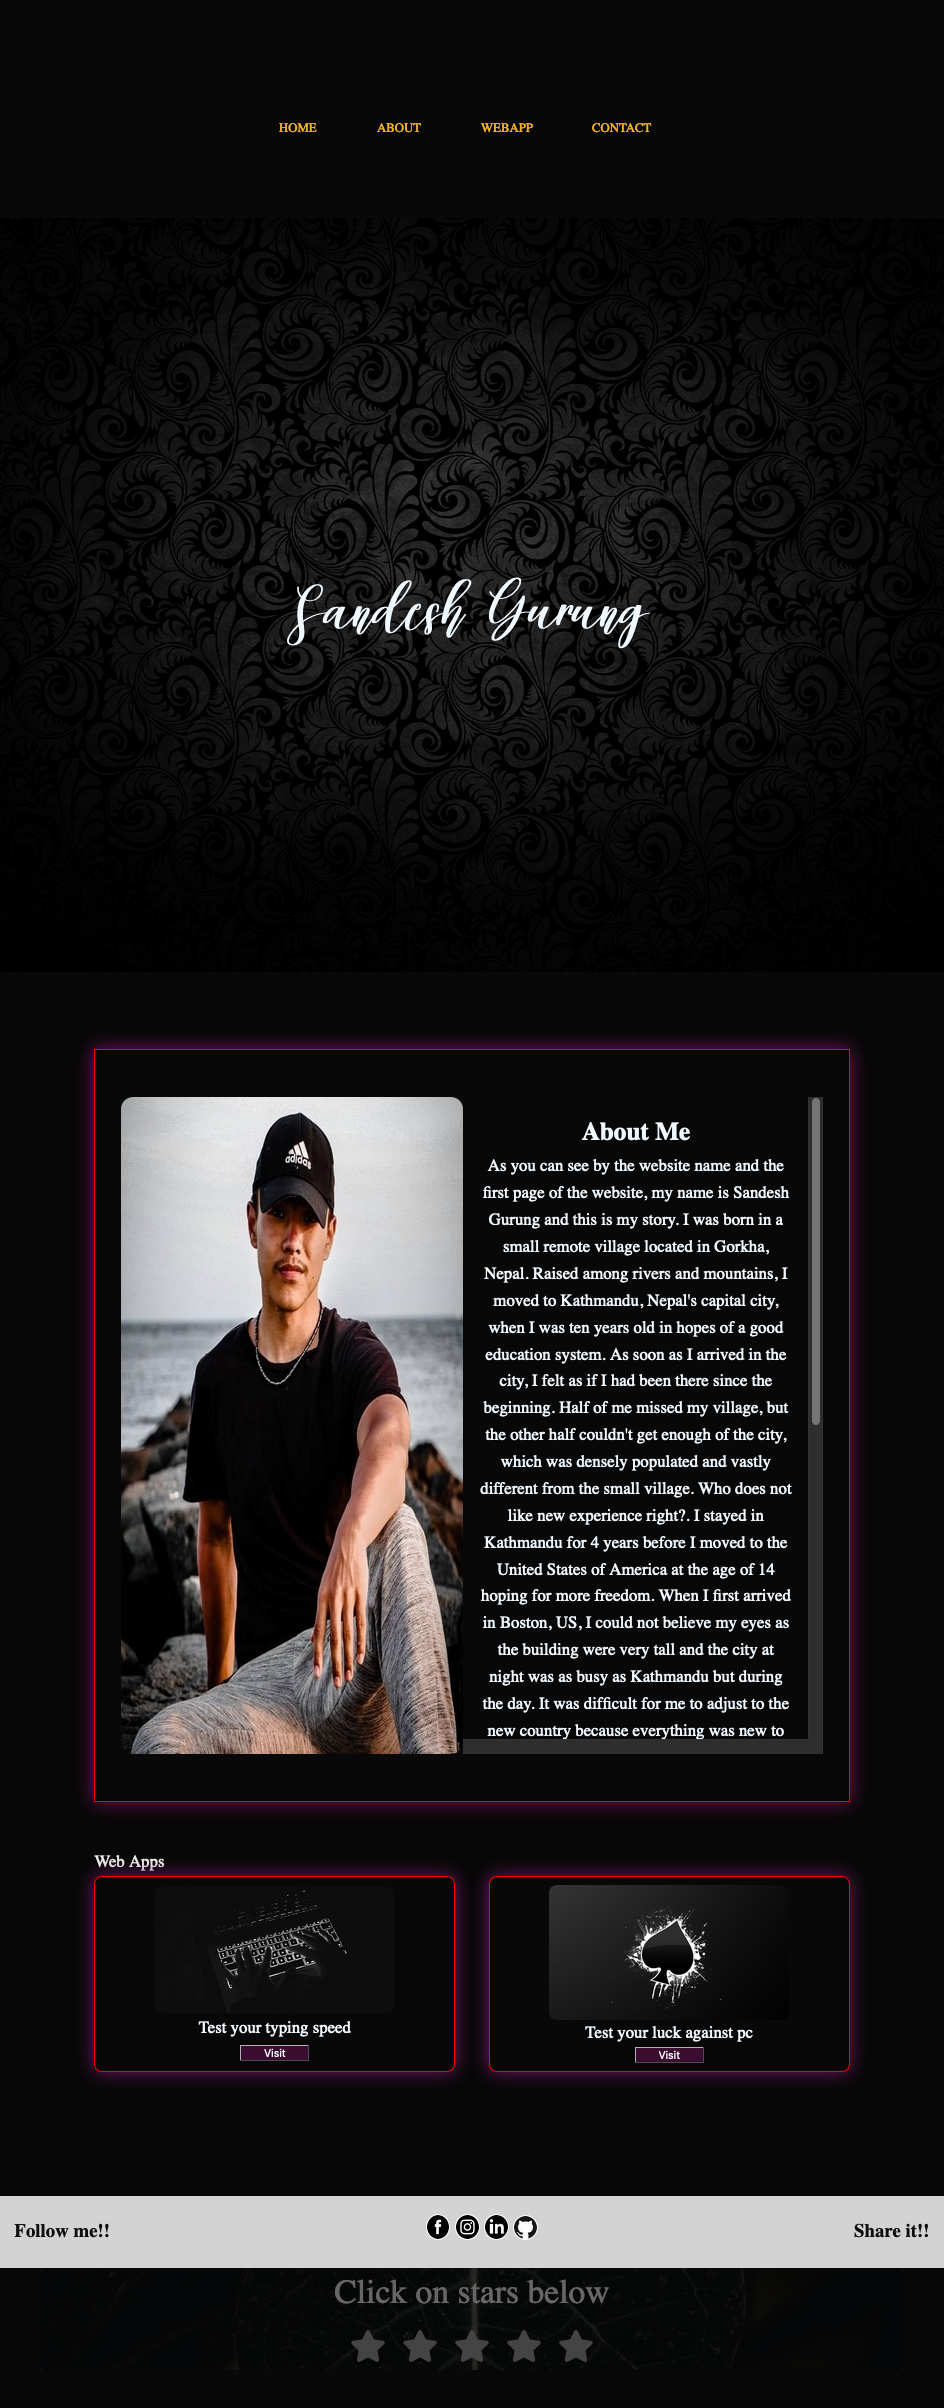 HOME ABOUT WEBAPP CONTACT
Sandesh Gurung
adidas
About Me
As you can see by the website name and the
first page of the website, my name is Sandesh
Gurung and this is my story. I was born in a
small remote village located in Gorkha,
Nepal. Raised among rivers and mountains, I
moved to Kathmandu, Nepal's capital city,
when I was ten years old in hopes of a good
education system. As soon as I arrived in the
city, I felt as if I had been there since the
beginning. Half of me missed my village, but
the other half couldn't get enough of the city,
which was densely populated and vastly
different from the small village. Who does not
like new experience right?. I stayed in
Kathmandu for 4 years before I moved to the
United States of America at the age of 14
hoping for more freedom. When I first arrived
in Boston, US, I could not believe my eyes as
the building were very tall and the city at
night was as busy as Kathmandu but during
the day. It was difficult for me to adjust to the
new country because everything was new to
Web Apps
Test your typing speed
Visit
Test your luck against pc
Visit
Follow me!!
Share it!!
Click on stars below